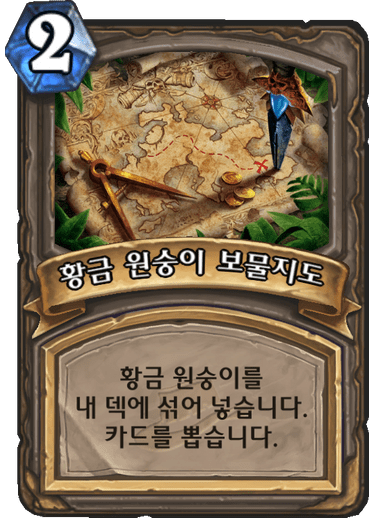 2
황금 원숭이 보물지도
황금 원숭이를
내 덱에 섞어 넣습니다.
카드를 뽑습니다.